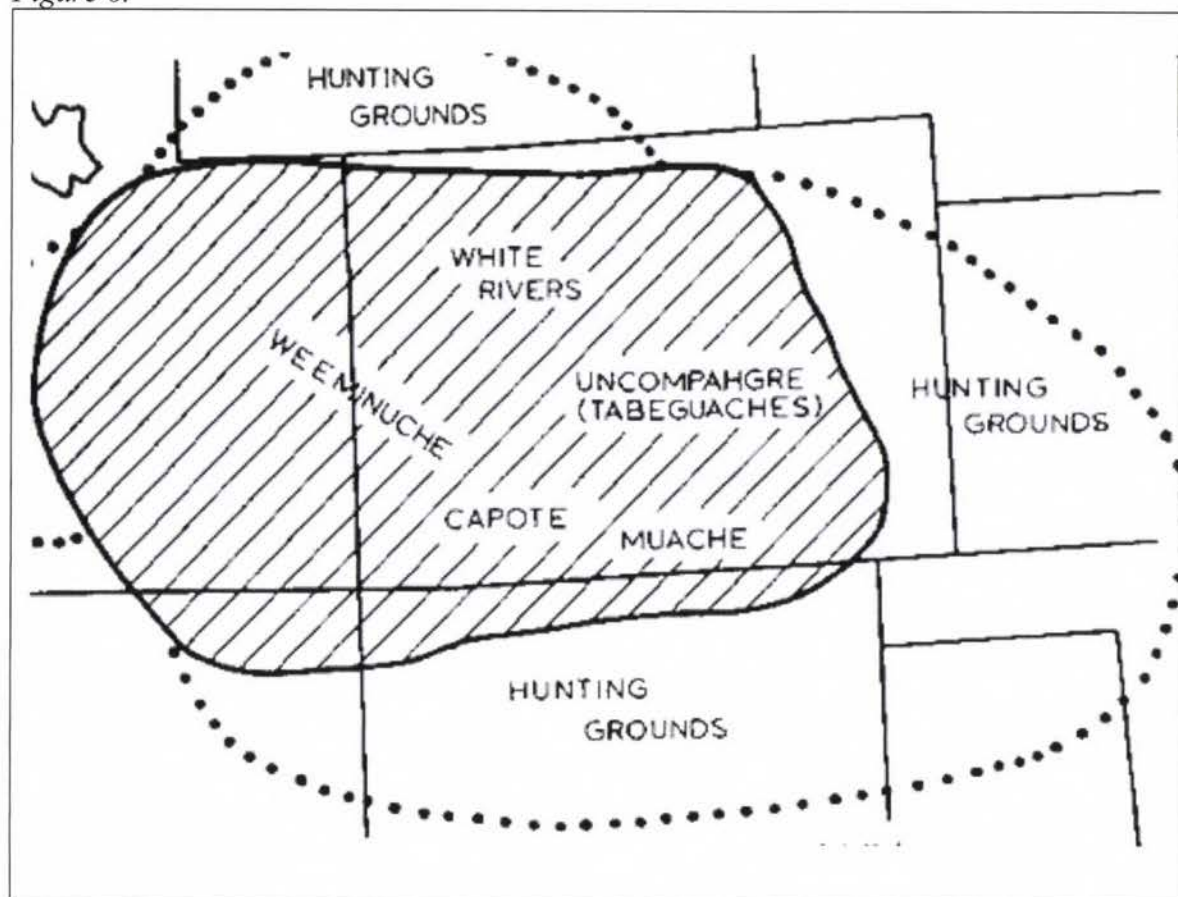 HUNTING
GROUNDS
WHITE
RIVERS
WEEMINUCHE
UNCOMPAHGRE
(TABEGUACHES)
HUNTING
GROUNDS
CAPOTE
MUACHE
HUNTING
GROUNDS